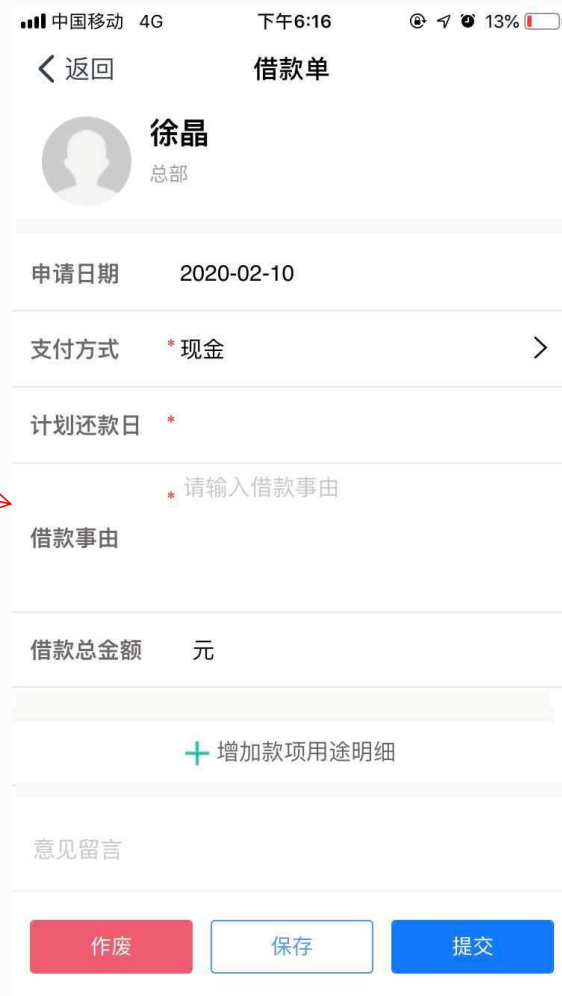 中国移动 4G 下午6:16 13%
返回 借款单
徐晶
总部
申请日期 2020-02-10
支付方式 *现金
计划还款日 *
* 请输入借款事由
借款事由
借款总金额 元
增加款项用途明细
意见留言
作废 保存 提交